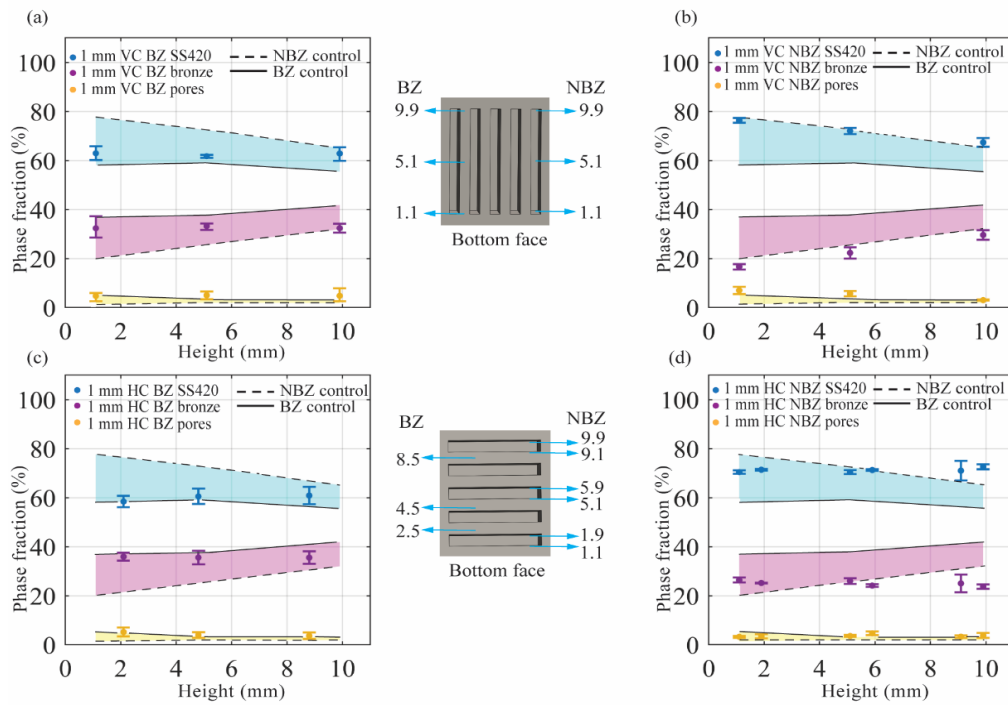 (a)
110
80
60
40
20
0
0
2
4
6
8
10
Phase fraction (%)
Height (mm)
1 mm VC BZ SS420
1 mm VC BZ bronze
1 mm VC BZ pores
NBZ control
BZ control
BZ
NBZ
9.9
9.9
5.1
5.1
1.1
1.1
Bottom face
(b)
100
80
60
40
20
0
0
2
4
6
8
10
Phase fraction (%)
Height (mm)
1 mm VC NBZ SS420
1 mm VC NBZ bronze
1 mm VC NBZ pores
NBZ control
BZ control
(c)
100
80
60
40
20
0
0
2
4
6
8
10
Phase fraction (%)
Height (mm)
1 mm HC BZ SS420
1 mm HC BZ bronze
1 mm HC BZ pores
NBZ control
BZ control
BZ
NBZ
9.9
9.1
8.5
5.9
5.1
4.5
2.5
1.9
1.1
Bottom face
(d)
100
80
60
40
20
0
0
2
4
6
8
10
Phase fraction (%)
Height (mm)
1 mm HC NBZ SS420
1 mm HC NBZ bronze
1 mm HC NBZ pores
NBZ control
BZ control